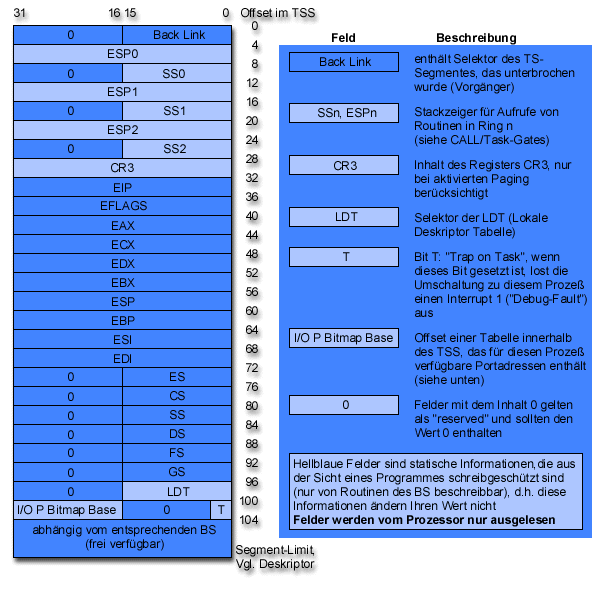 31 16 15 0 Offset im TSS
0
0 Back Link
4
ESP0
8
0 SS0
12
ESP1
16
0 SS1
20
ESP2
24
0 SS2
28
CR3
32
EIP
36
EFLAGS
40
EAX
44
ECX
48
EDX
52
EBX
56
ESP
60
EBP
64
ESI
68
EDI
72
0 ES
76
0 CS
80
0 SS
84
0 DS
88
0 FS
92
0 GS
96
0 LDT
100
I/O P Bitmap Base 0 T
104
abhängig vom entsprechenden BS
(frei verfügbar)
Segment-Limit,
Vgl. Deskriptor
Feld Beschreibung
Back Link
enthält Selektor des TS-
Segmentes, das unterbrochen
wurde (Vorgänger)
SSn, ESPn
Stackzeiger für Aufrufe von
Routinen in Ring n
(siehe CALL/Task-Gates)
CR3
Inhalt des Registers CR3, nur
bei aktivierten Paging
berücksichtigt
LDT
Selektor der LDT (Lokale
Deskriptor Tabelle)
T
Bit T: "Trap on Task", wenn
dieses Bit gesetzt ist, lost die
Umschaltung zu diesem Prozeß
einen Interrupt 1 ("Debug-Fault")
aus
I/O P Bitmap Base
Offset einer Tabelle innerhalb
des TSS, das für diesen Prozeß
verfügbare Portadressen enthält
(siehe unten)
0
Felder mit dem Inhalt 0 gelten
als "reserved" und sollten den
Wert 0 enthalten
Hellblaue Felder sind statische Informationen,die aus
der Sicht eines Programmes schreibgeschützt sind
(nur von Routinen des BS beschreibbar), d.h. diese
Informationen ändern Ihren Wert nicht
Felder werden vom Prozessor nur ausgelesen